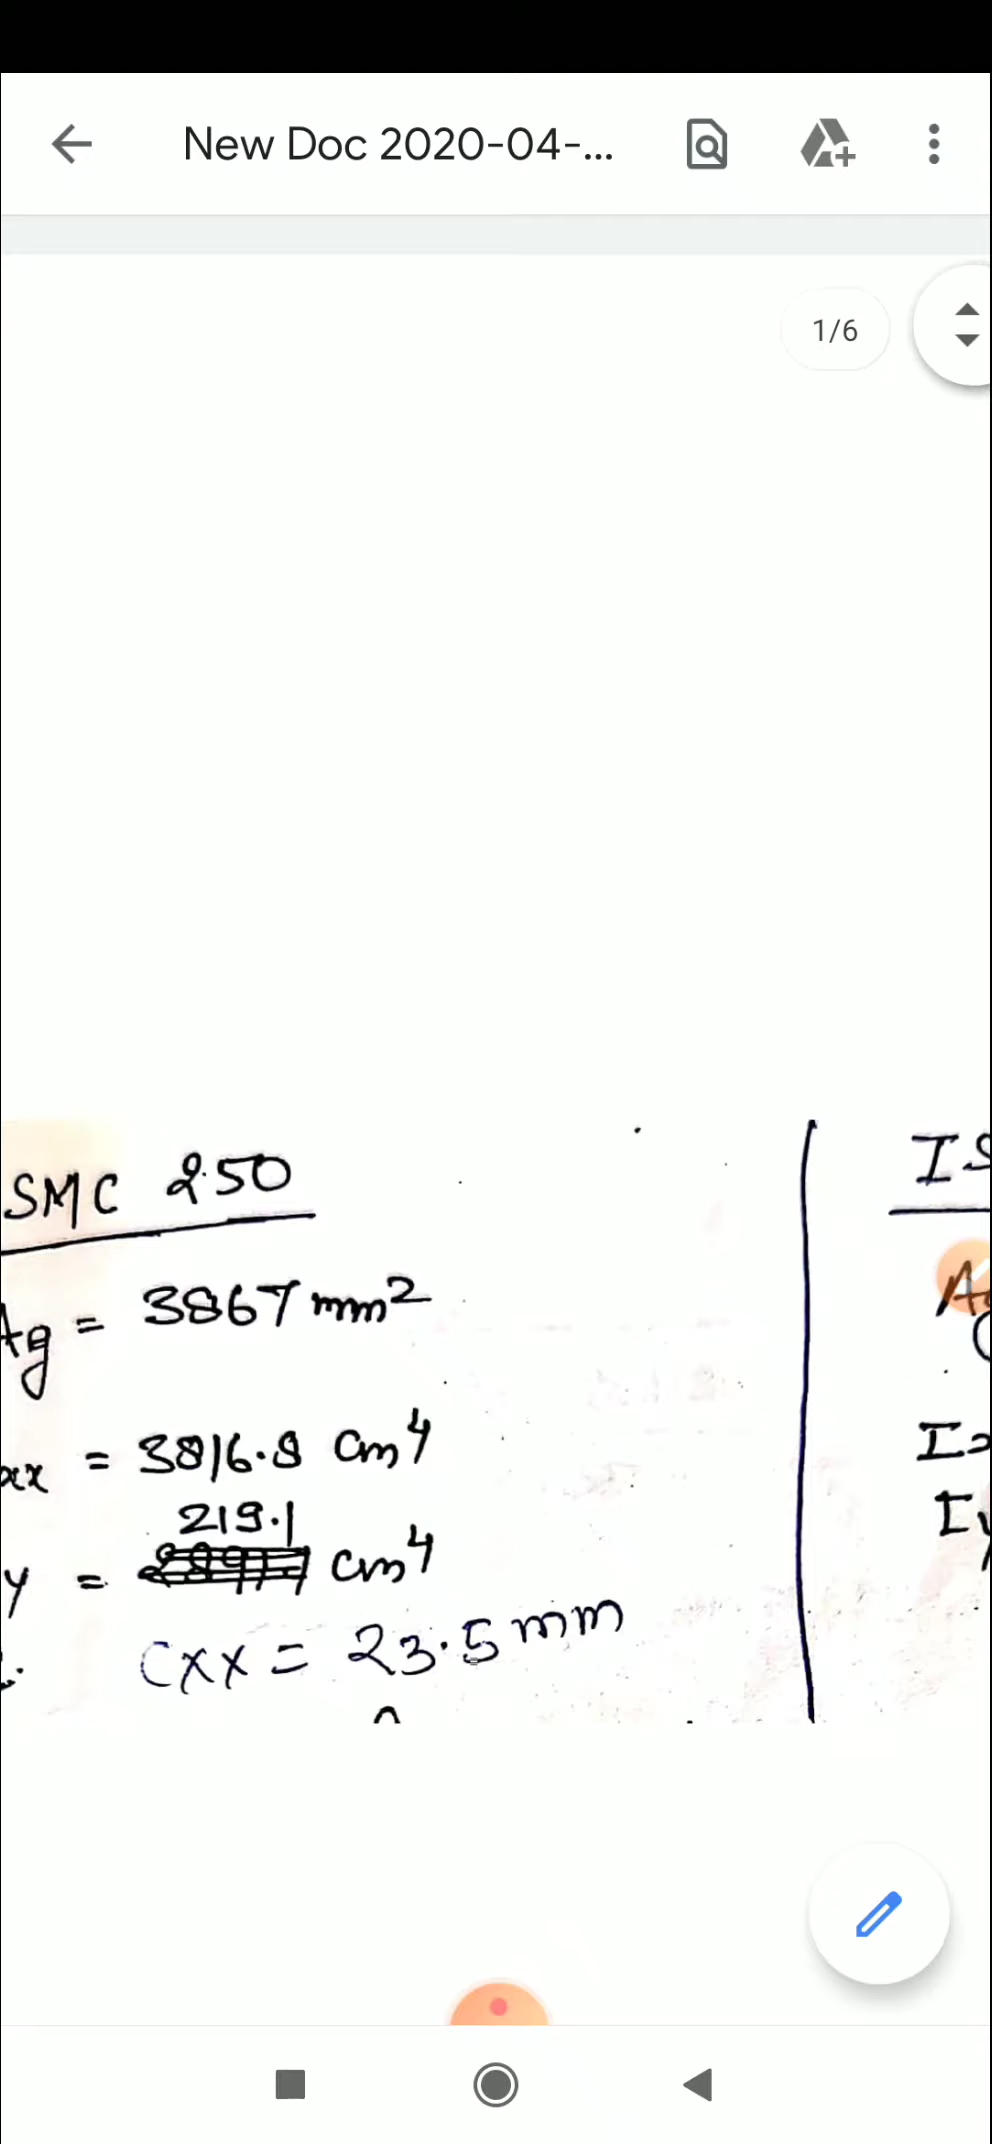 New Doc 2020-04-...
1/6
SMC 250
Ag = 3867 mm²
xx = 3816.8 cm⁴
219.1
y = cm⁴
Cxx = 23.5 mm
IS
A
I
I